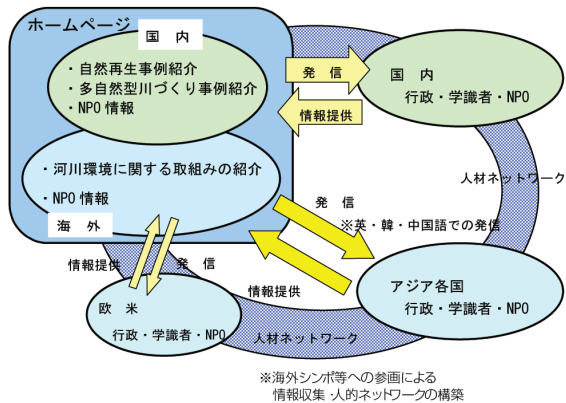 ホームページ
国 内
・自然再生事例紹介
・多自然型川づくり事例紹介
・NPO 情報
・河川環境に関する取組みの紹介
・NPO 情報
海 外
発 信
情報提供
国 内
行政・学識者・NPO
人材ネットワーク
発 信
※英・韓・中国語での発信
情報提供
アジア各国
行政・学識者・NPO
情報提供
発 信
欧 米
行政・学識者・NPO
人材ネットワーク
※海外シンポ等への参画による
情報収集・人的ネットワークの構築